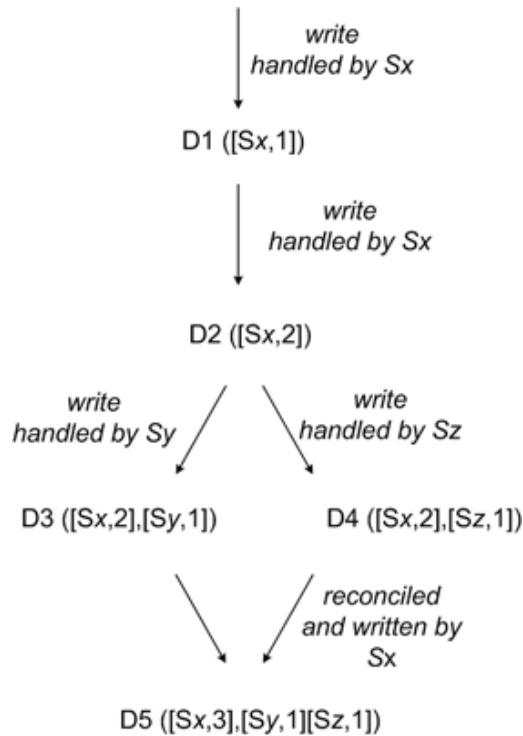 write
handled by Sx
D1 ([Sx,1])
write
handled by Sx
D2 ([Sx,2])
write
handled by Sy
write
handled by Sz
D3 ([Sx,2],[Sy,1])
D4 ([Sx,2],[Sz,1])
reconciled
and written by
Sx
D5 ([Sx,3],[Sy,1][Sz,1])